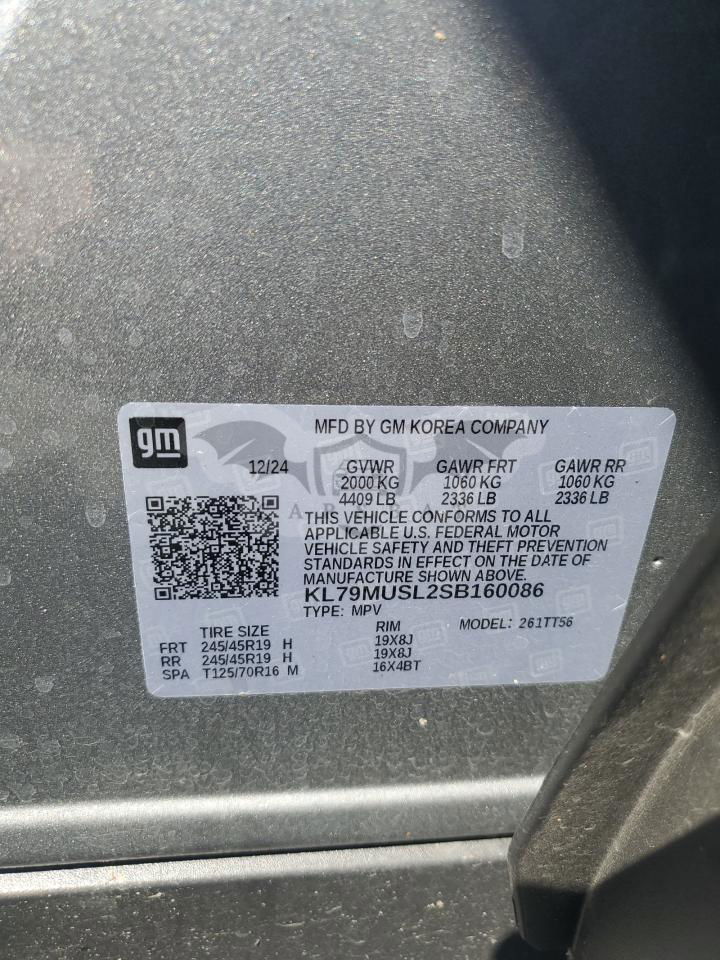 gm
MFD BY GM KOREA COMPANY
12/24 GVWR GAWR FRT GAWR RR
2000 KG 1060 KG 1060 KG
4409 LB 2336 LB 2336 LB
THIS VEHICLE CONFORMS TO ALL
APPLICABLE U.S. FEDERAL MOTOR
VEHICLE SAFETY AND THEFT PREVENTION
STANDARDS IN EFFECT ON THE DATE OF
MANUFACTURE SHOWN ABOVE.
KL79MUSL2SB160086
TYPE: MPV MODEL: 261TT56
TIRE SIZE RIM
FRT 245/45R19 H 19X8J
RR 245/45R19 H 19X8J
SPA T125/70R16 M 16X4BT